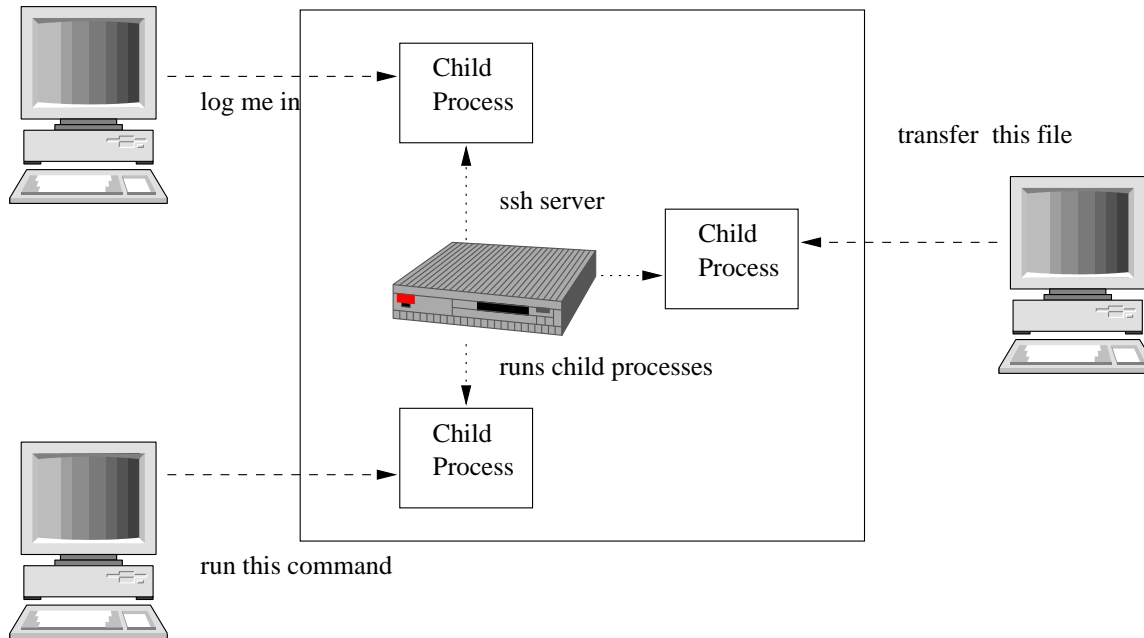 Child
Process
log me in
transfer  this file
ssh server
Child
Process
runs child processes
Child
Process
run this command